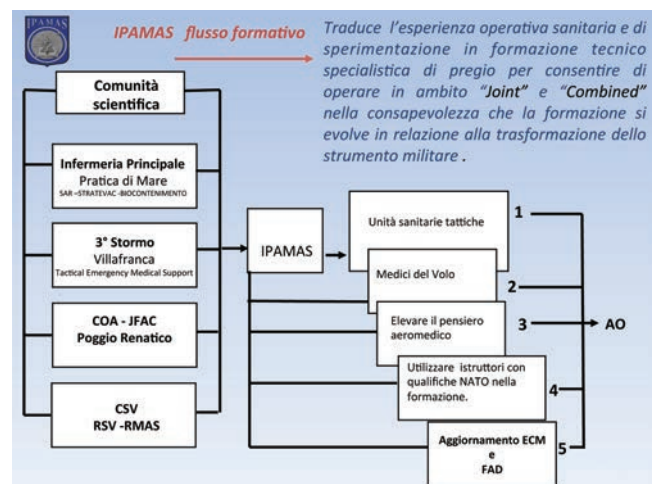 IPAMAS
IPAMAS flusso formativo
Traduce l'esperienza operativa sanitaria e di
sperimentazione in formazione tecnico
specialistica di pregio per consentire di
operare in ambito "Joint" e "Combined"
nella consapevolezza che la formazione si
evolve in relazione alla trasformazione dello
strumento militare .
Comunità
scientifica
Infermeria Principale
Pratica di Mare
SAR –STRATEVAC -BIOCONTENIMENTO
3° Stormo
Villafranca
Tactical Emergency Medical Support
COA - JFAC
Poggio Renatico
CSV
RSV -RMAS
IPAMAS
Unità sanitarie tattiche
1
Medici del Volo
2
Elevare il pensiero
aeromedico
3
AO
Utilizzare istruttori con
qualifiche NATO nella
formazione.
4
Aggiornamento ECM
e
FAD
5